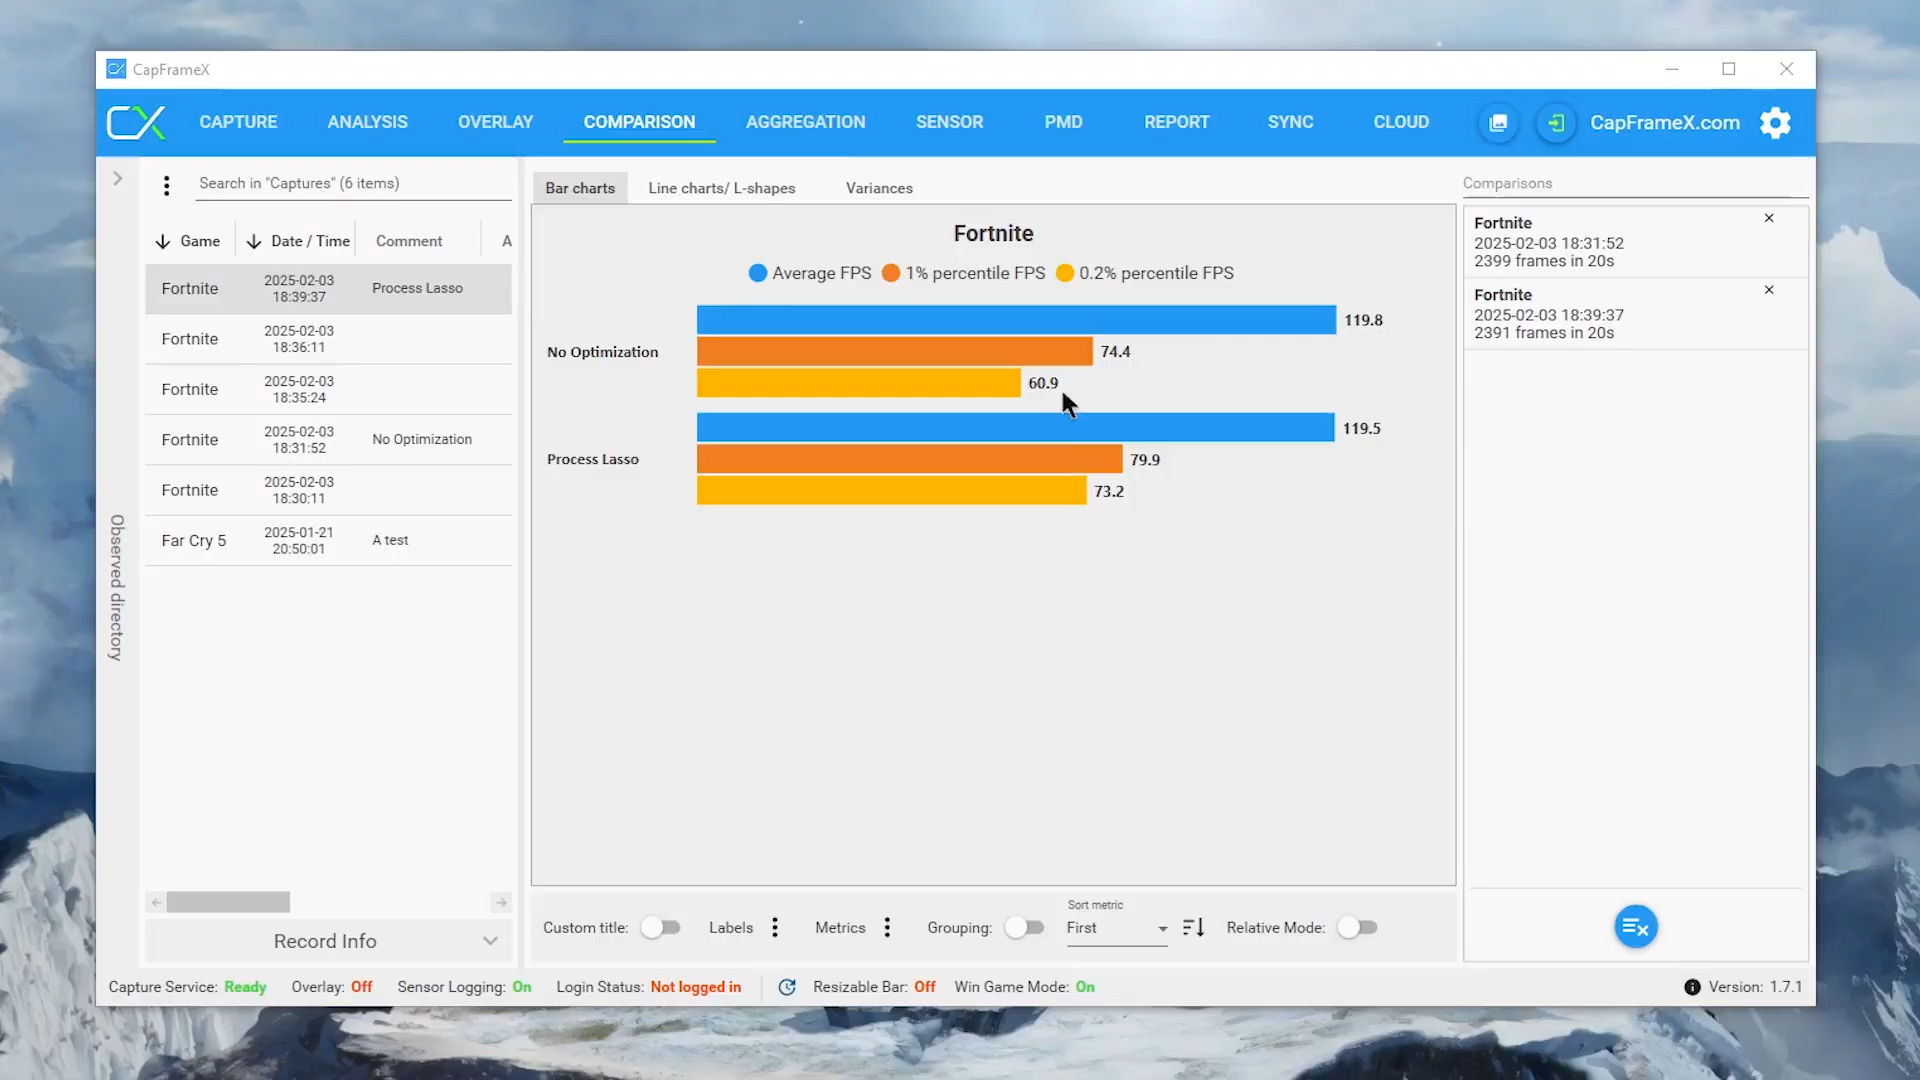 CapFrameX
CX CAPTURE ANALYSIS OVERLAY COMPARISON AGGREGATION SENSOR PMD REPORT SYNC CLOUD CapFrameX.com
Search in "Captures" (6 items)
Game Date / Time Comment A
Fortnite 2025-02-03 18:39:37 Process Lasso
Fortnite 2025-02-03 18:36:11
Fortnite 2025-02-03 18:35:24
Fortnite 2025-02-03 18:31:52 No Optimization
Fortnite 2025-02-03 18:30:11
Far Cry 5 2025-01-21 20:50:01 A test
Observed directory
Record Info
Bar charts Line charts/ L-shapes Variances
Fortnite
Average FPS 1% percentile FPS 0.2% percentile FPS
No Optimization
119.8
74.4
60.9
Process Lasso
119.5
79.9
73.2
Custom title: Labels Metrics Grouping: Sort metric First Relative Mode:
Comparisons
Fortnite
2025-02-03 18:31:52
2399 frames in 20s
Fortnite
2025-02-03 18:39:37
2391 frames in 20s
Capture Service: Ready Overlay: Off Sensor Logging: On Login Status: Not logged in Resizable Bar: Off Win Game Mode: On Version: 1.7.1